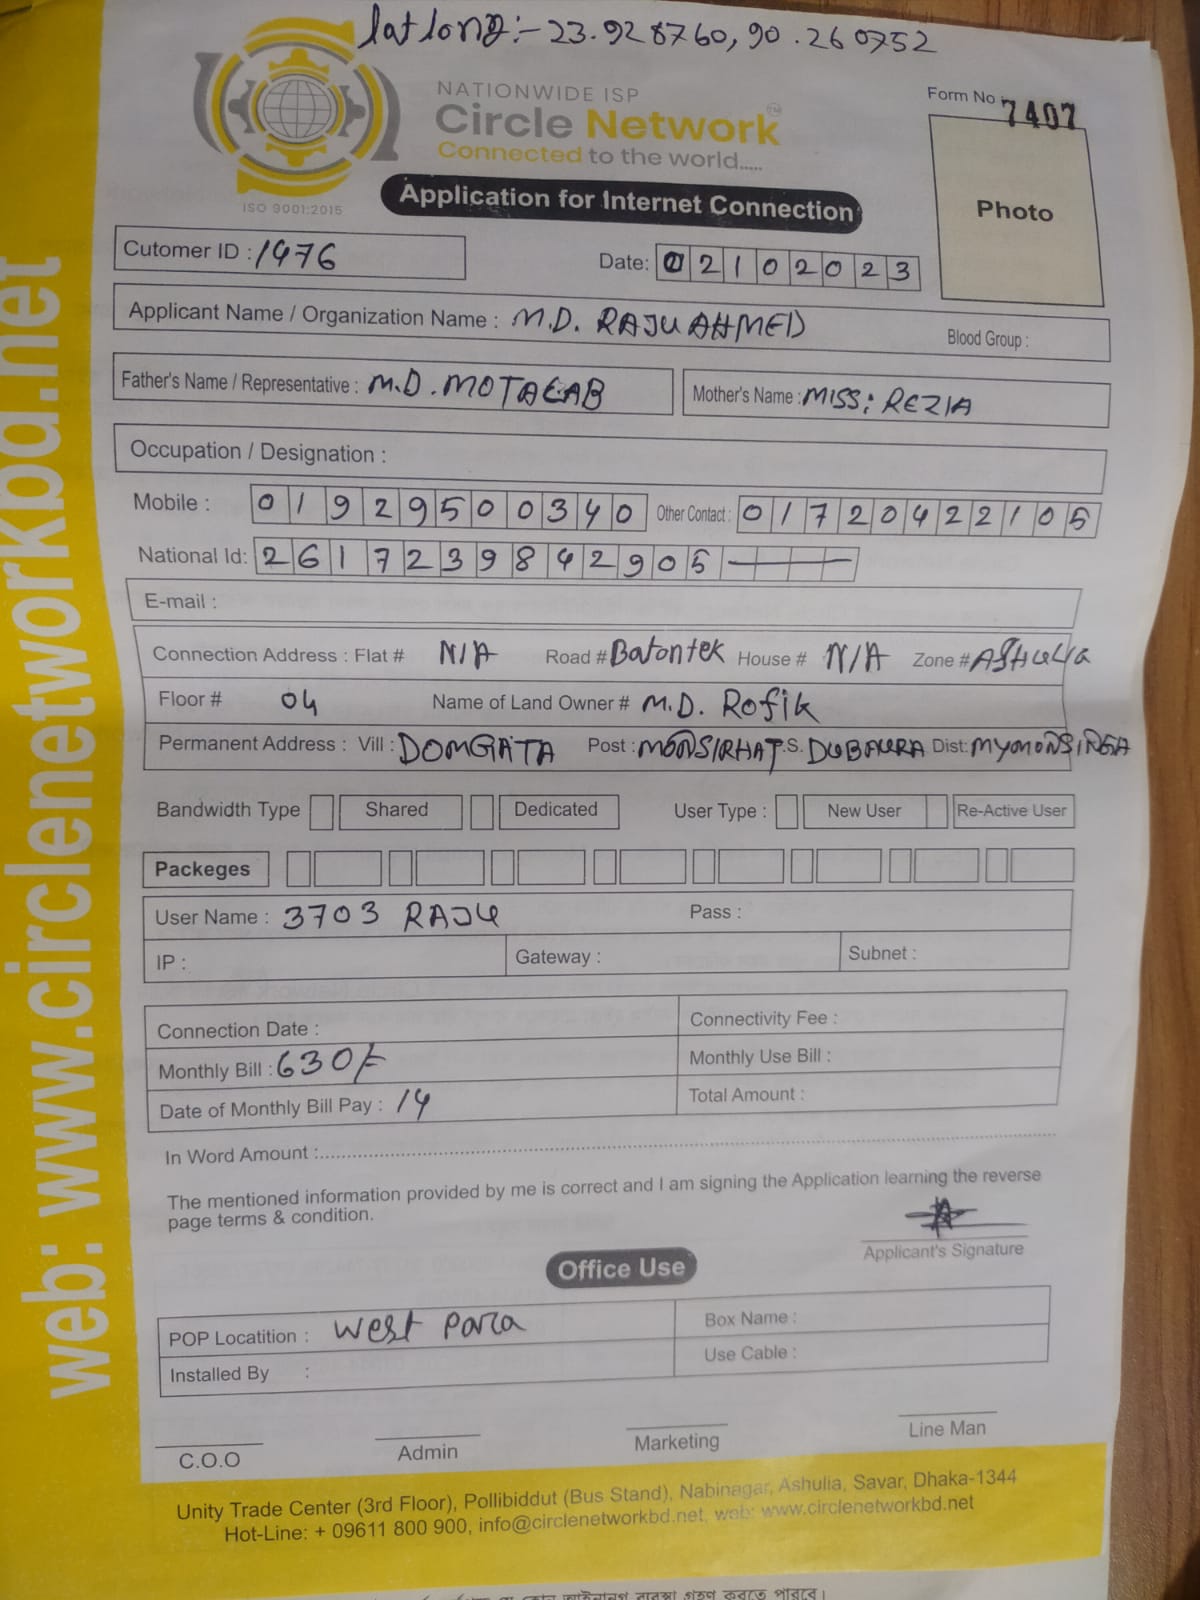 lat long:- 23.928760, 90.260752
NATIONWIDE ISP
Circle Network TM
Connected to the world.....
ISO 9001:2015
Form No : 7407
Photo
Application for Internet Connection
Cutomer ID : 1476
Date: 02102023
Applicant Name / Organization Name : M.D. RAJU AHMED Blood Group :
Father's Name / Representative : M.D. MOTALAB Mother's Name : MISS: REZIA
Occupation / Designation :
Mobile : 01929500340 Other Contact : 01720422105
National Id: 2617239842905
E-mail :
Connection Address : Flat # N/A Road # Batontek House # N/A Zone # AShulia
Floor # 04 Name of Land Owner # M.D. Rofik
Permanent Address : Vill : DOMGATA Post : MONSIRHAT P.S. DUBAURA Dist: MYMONSINGA
Bandwidth Type Shared Dedicated User Type : New User Re-Active User
Packeges
User Name : 3703 RAJU Pass :
IP : Gateway : Subnet :
Connection Date : Connectivity Fee :
Monthly Bill : 630/- Monthly Use Bill :
Date of Monthly Bill Pay : 14 Total Amount :
In Word Amount :
The mentioned information provided by me is correct and I am signing the Application learning the reverse
page terms & condition.
Applicant's Signature
Office Use
POP Locatition : West Para Box Name :
Installed By : Use Cable :
C.O.O Admin Marketing Line Man
Unity Trade Center (3rd Floor), Pollibiddut (Bus Stand), Nabinagar, Ashulia, Savar, Dhaka-1344
Hot-Line: + 09611 800 900, info@circlenetworkbd.net, web: www.circlenetworkbd.net
web: www.circlenetworkbd.net
গ্রহণ করতে পারবে।